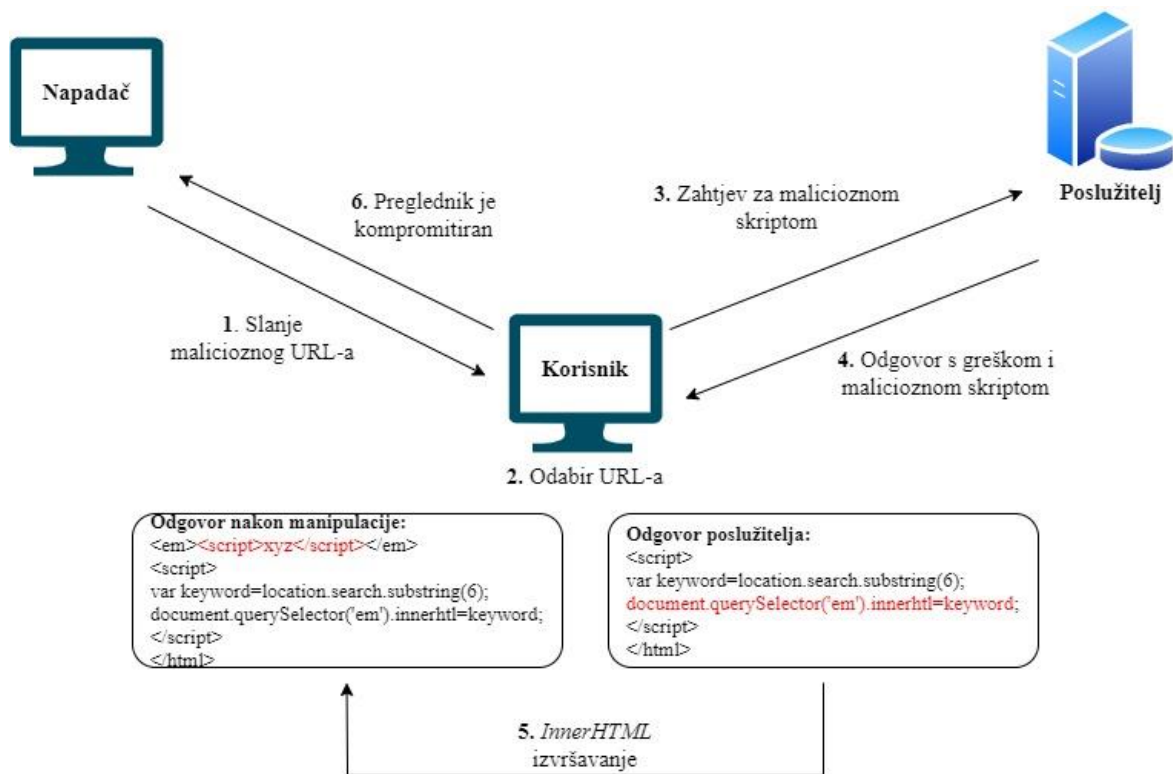 Napadač
Poslužitelj
6. Preglednik je
kompromitiran
3. Zahtjev za malicioznom
skriptom
1. Slanje
malicioznog URL-a
Korisnik
4. Odgovor s greškom i
malicioznom skriptom
2. Odabir URL-a
Odgovor nakon manipulacije:
<em><script>xyz</script></em>
<script>
var keyword=location.search.substring(6);
document.querySelector('em').innerhtl=keyword;
</script>
</html>
Odgovor poslužitelja:
<script>
var keyword=location.search.substring(6);
document.querySelector('em').innerhtl=keyword;
</script>
</html>
5. InnerHTML
izvršavanje